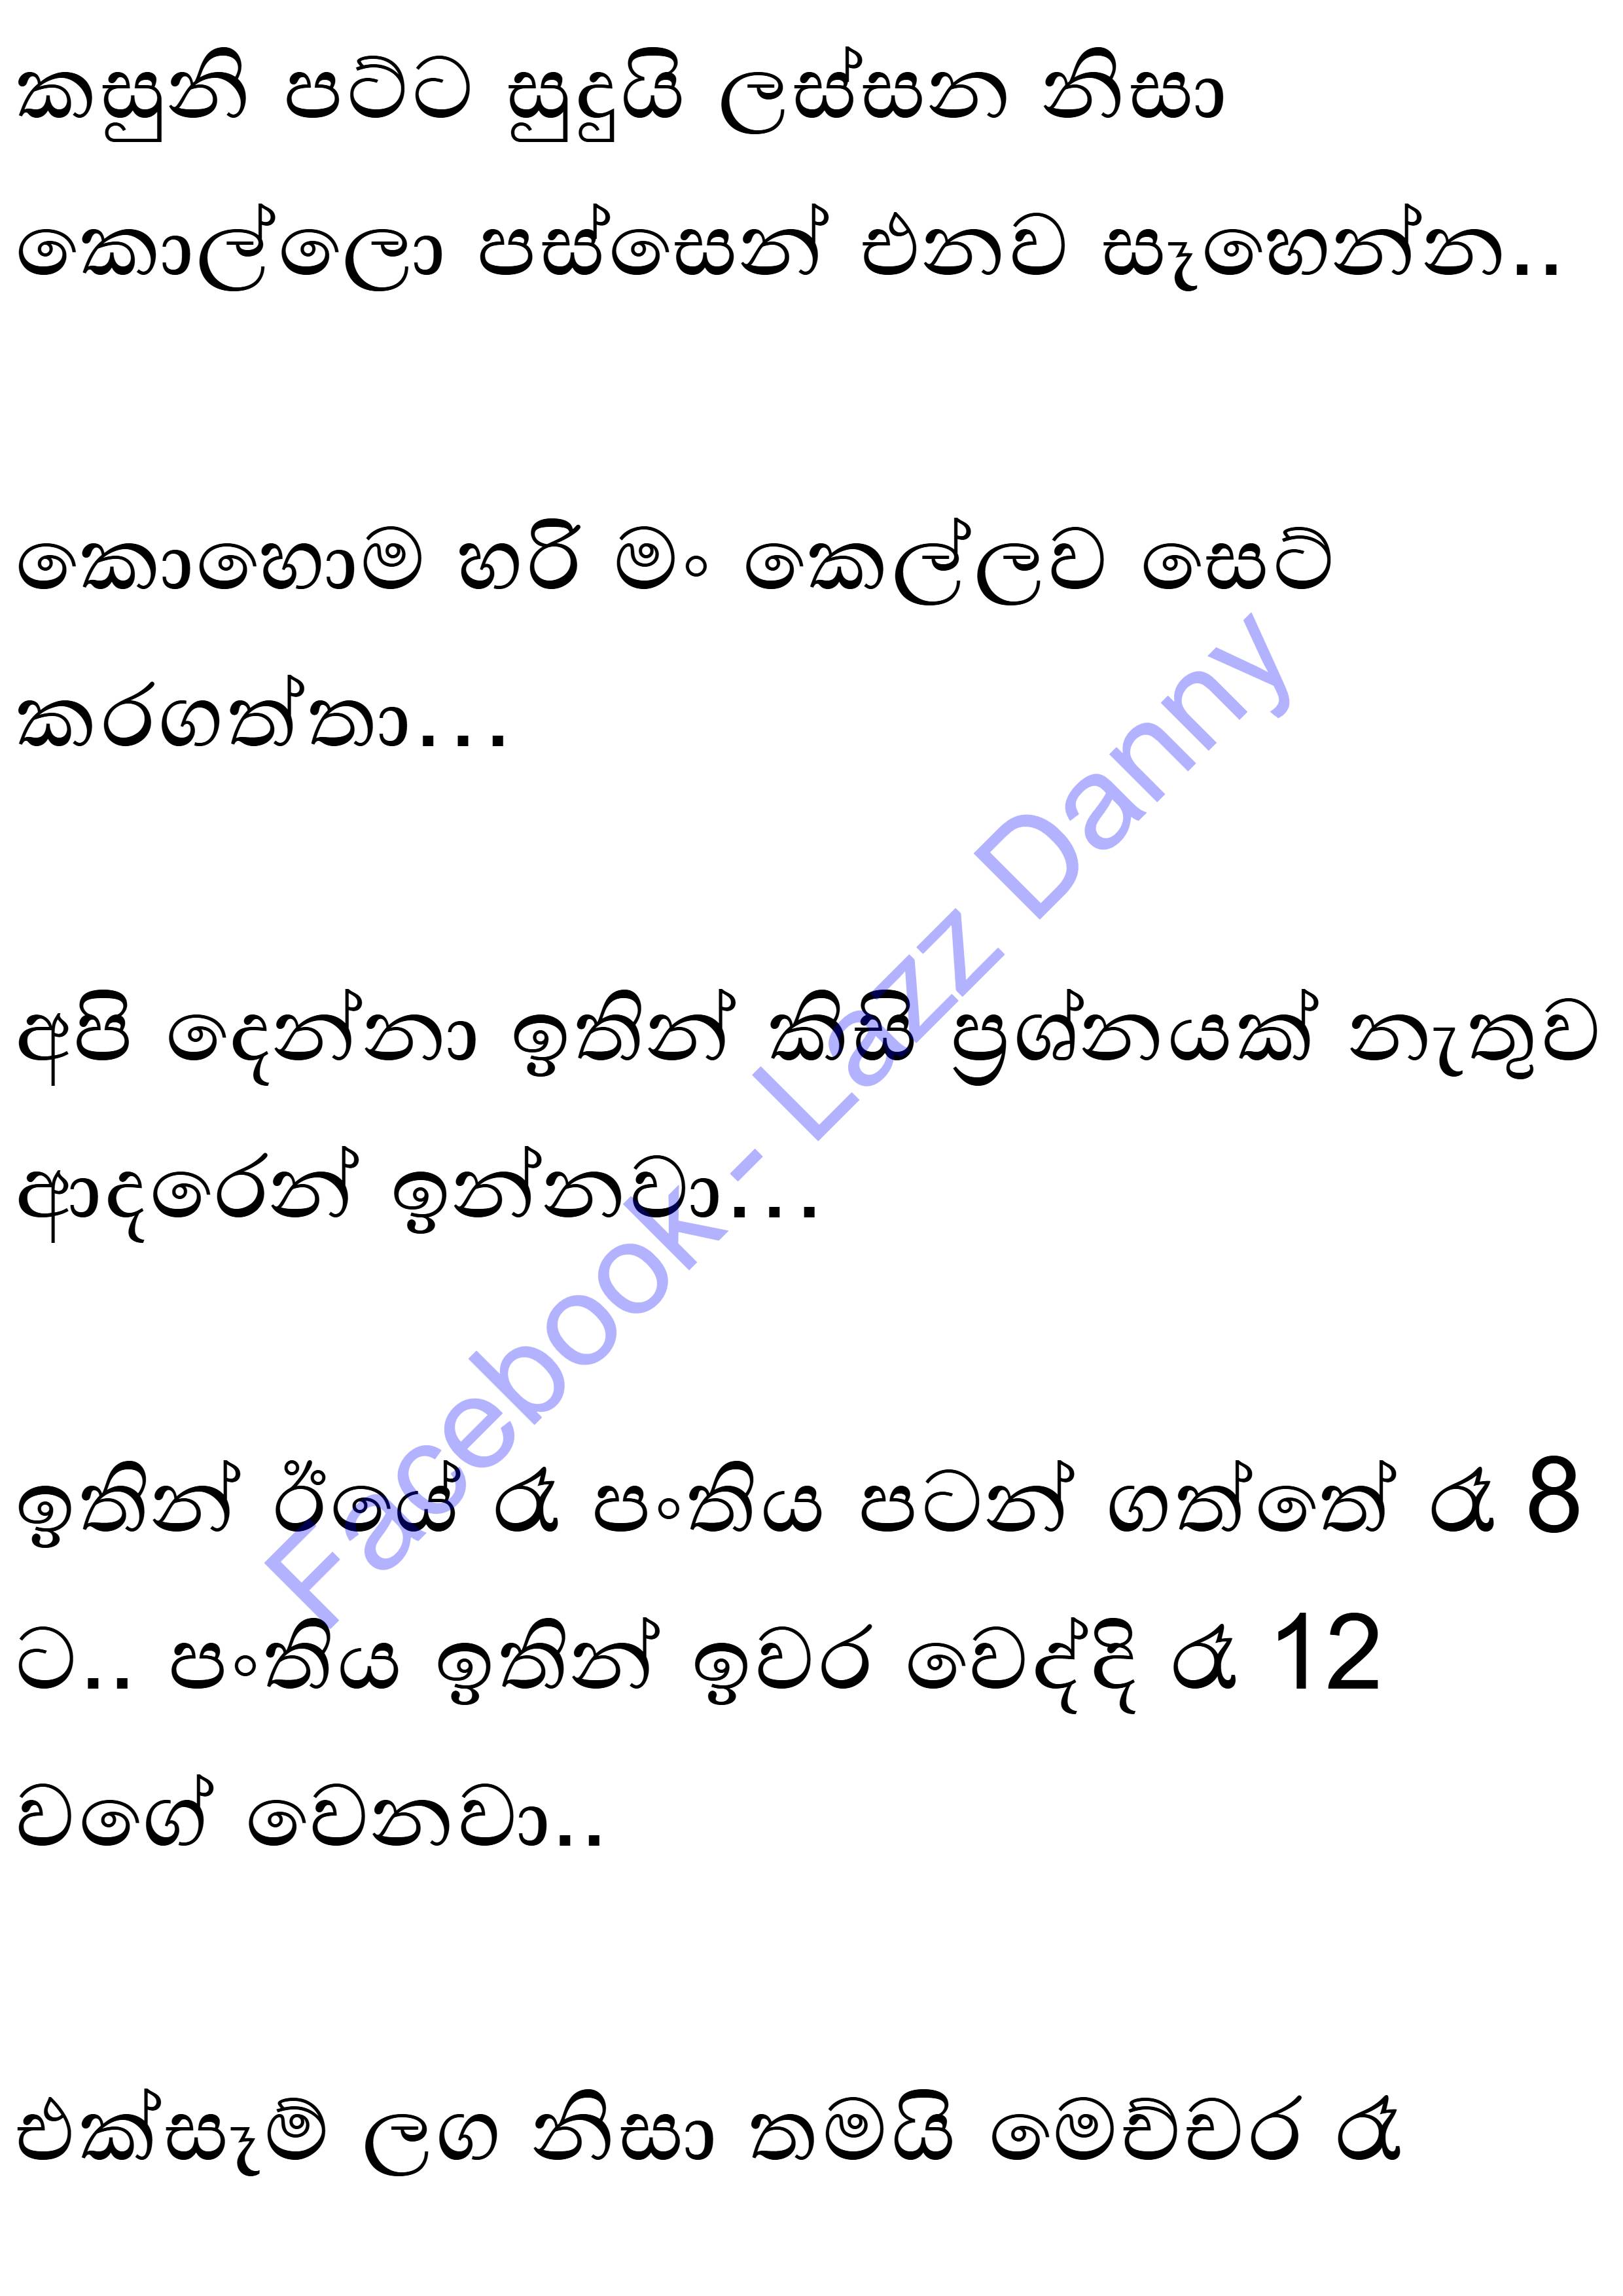 කසුනි පට්ට සුදුයි ලස්සන නිසා
කොල්ලො පස්සෙන් එනව සෑහෙන්න..
කොහොම හරි මං කෙල්ලව සෙට්
කරගත්තා...
අපි දෙන්නා ඉතින් කිසි ප්‍රශ්නයක් නැතුව
ආදරෙන් ඉන්නවා...
ඉතින් ඊයේ රෑ පංතිය පටන් ගත්තේ රෑ 8
ට.. පංතිය ඉතින් ඉවර වෙද්දි රෑ 12
වගේ වෙනවා..
එක්සෑම් ලග නිසා තමයි මෙච්චර රෑ
Facebook - Lazz Danny